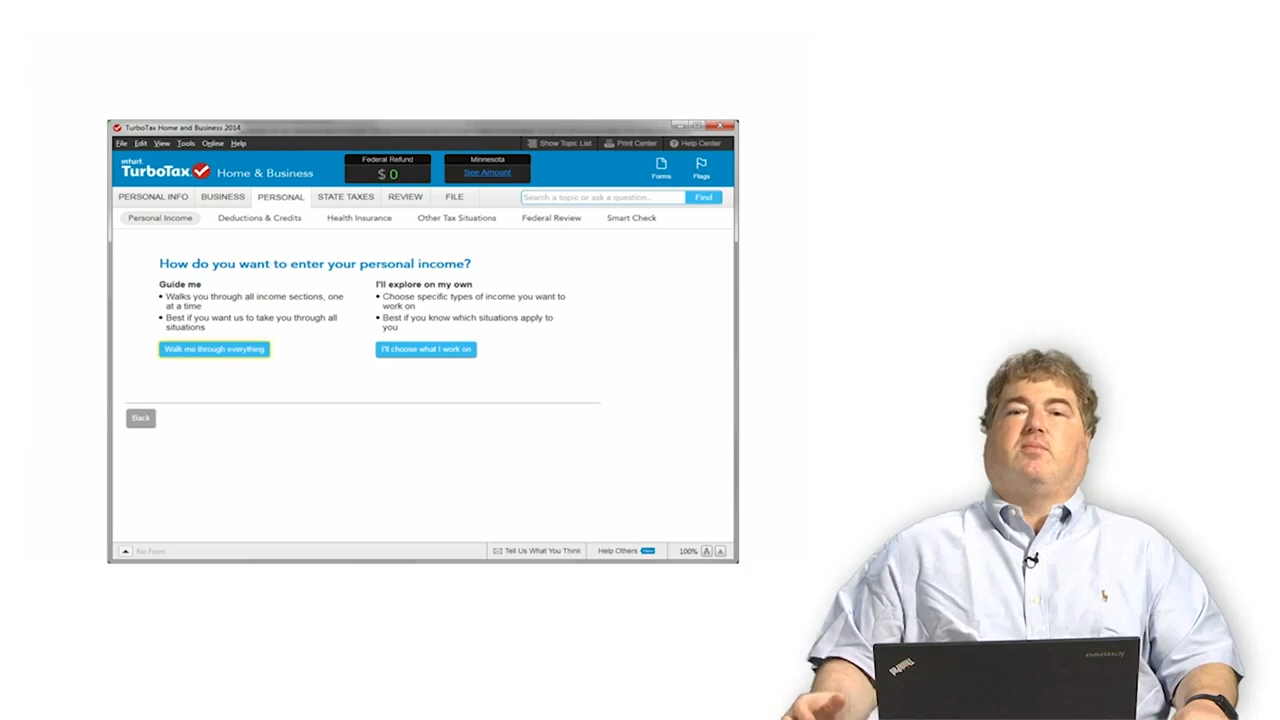 TurboTax Home and Business 2014
File Edit View Tools Online Help
Show Topic List Print Center Help Center
intuit
TurboTax Home & Business
Federal Refund
$ 0
Minnesota
See Amount
Forms
Flags
PERSONAL INFO BUSINESS PERSONAL STATE TAXES REVIEW FILE
Search a topic or ask a question..
Find
Personal Income Deductions & Credits Health Insurance Other Tax Situations Federal Review Smart Check
How do you want to enter your personal income?
Guide me
• Walks you through all income sections, one
at a time
• Best if you want us to take you through all
situations
Walk me through everything
I'll explore on my own
• Choose specific types of income you want to
work on
• Best if you know which situations apply to
you
I'll choose what I work on
Back
No Form
Tell Us What You Think Help Others New 100% A A
ThinkPad
lenovo